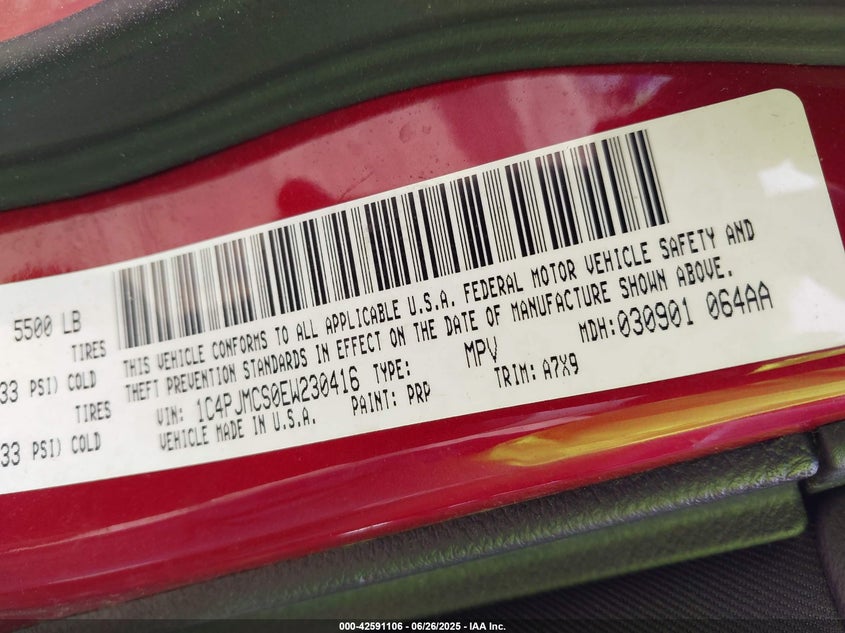 5500 LB
TIRES
33 PSI) COLD
TIRES
33 PSI) COLD
THIS VEHICLE CONFORMS TO ALL APPLICABLE U.S.A. FEDERAL MOTOR VEHICLE SAFETY AND
THEFT PREVENTION STANDARDS IN EFFECT ON THE DATE OF MANUFACTURE SHOWN ABOVE.
VIN: 1C4PJMCS0EW230416 TYPE: MPV MDH:030901 064AA
VEHICLE MADE IN U.S.A. PAINT: PRP TRIM: A7X9
000-42591106 - 06/26/2025 - IAA Inc.